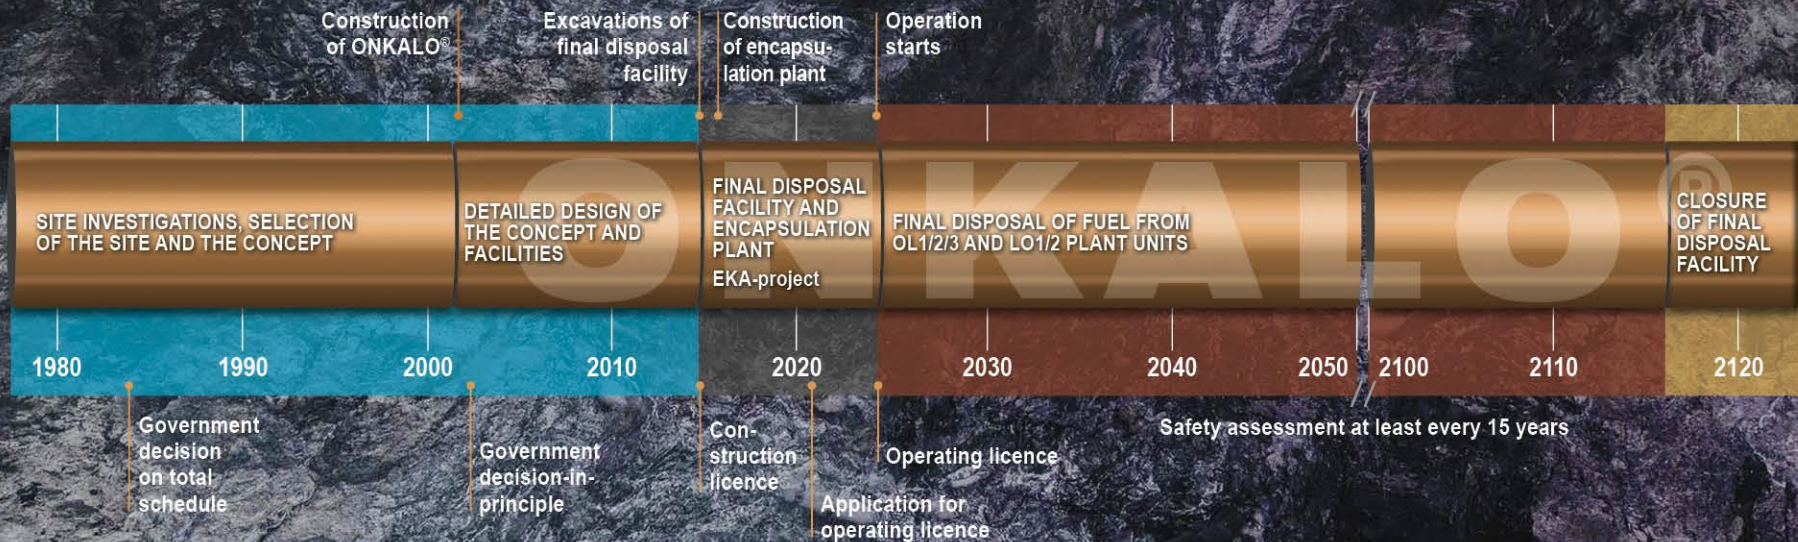 Construction
of ONKALO®
Excavations of
final disposal
facility
Construction
of encapsu-
lation plant
Operation
starts
ONKALO®
SITE INVESTIGATIONS, SELECTION
OF THE SITE AND THE CONCEPT
DETAILED DESIGN OF
THE CONCEPT AND
FACILITIES
FINAL DISPOSAL
FACILITY AND
ENCAPSULATION
PLANT
EKA-project
FINAL DISPOSAL OF FUEL FROM
OL1/2/3 AND LO1/2 PLANT UNITS
CLOSURE
OF FINAL
DISPOSAL
FACILITY
1980 1990 2000 2010 2020 2030 2040 2050 2100 2110 2120
Government
decision
on total
schedule
Government
decision-in-
principle
Con-
struction
licence
Application for
operating licence
Operating licence
Safety assessment at least every 15 years